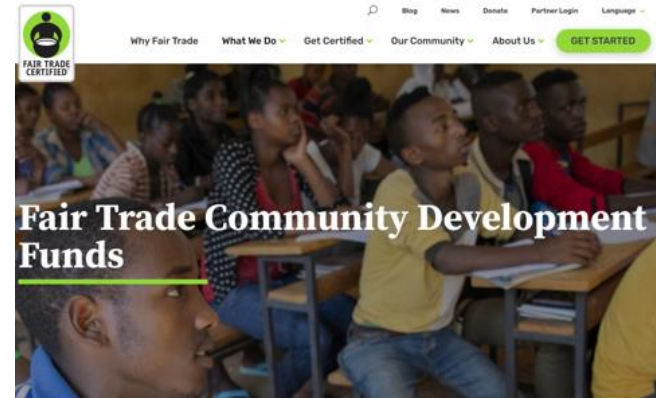 Blog News Donate Partner Login Language
Why Fair Trade What We Do Get Certified Our Community About Us GET STARTED
FAIR TRADE
CERTIFIED
Fair Trade Community Development
Funds